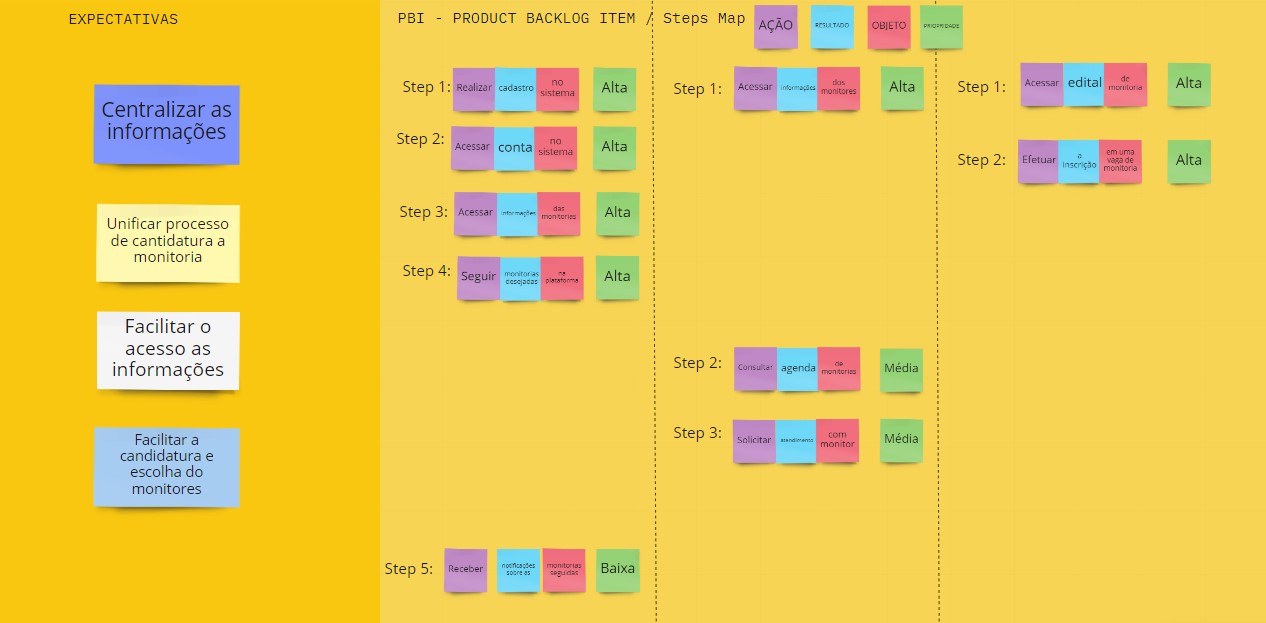 EXPECTATIVAS
Centralizar as
informações
Unificar processo
de cantidatura a
monitoria
Facilitar o
acesso as
informações
Facilitar a
candidatura e
escolha do
monitores
PBI - PRODUCT BACKLOG ITEM / Steps Map
AÇÃO
RESULTADO
OBJETO
PRIOPRIDADE
Step 1:
Realizar
cadastro
no
sistema
Alta
Step 2:
Acessar
conta
no
sistema
Alta
Step 3:
Acessar
informações
das
monitorias
Alta
Step 4:
Seguir
monitorias
desejadas
na
plataforma
Alta
Step 5:
Receber
notificações
sobre as
monitorias
seguidas
Baixa
Step 1:
Acessar
informações
dos
monitores
Alta
Step 2:
Consultar
agenda
de
monitorias
Média
Step 3:
Solicitar
atendimento
com
monitor
Média
Step 1:
Acessar
edital
de
monitoria
Alta
Step 2:
Efetuar
a
inscrição
em uma
vaga de
monitoria
Alta